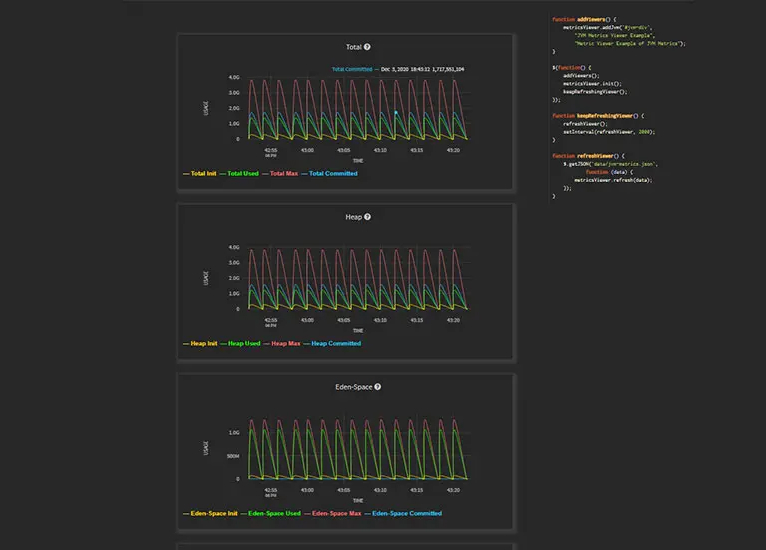 Total
Total Committed — Dec 3, 2020 18:43:12 1,717,551,104
4.0G
3.0G
2.0G
1.0G
0
USAGE
42:55 43:00 43:05 43:10 43:15 43:20
06 PM
TIME
Total Init Total Used Total Max Total Committed
Heap
4.0G
3.0G
2.0G
1.0G
0
USAGE
42:55 43:00 43:05 43:10 43:15 43:20
06 PM
TIME
Heap Init Heap Used Heap Max Heap Committed
Eden-Space
1.0G
500M
0
USAGE
42:55 43:00 43:05 43:10 43:15 43:20
06 PM
TIME
Eden-Space Init Eden-Space Used Eden-Space Max Eden-Space Committed
function addViewers() {
metricsViewer.addJvm("#jvm-div",
"JVM Metrics Viewer Example",
"Metric Viewer Example of JVM Metrics");
}
$(function() {
addViewers();
metricsViewer.init();
keepRefreshingViewer();
});
function keepRefreshingViewer() {
refreshViewer();
setInterval(refreshViewer, 2000);
}
function refreshViewer() {
$.getJSON('data/jvm-metrics.json',
function (data) {
metricsViewer.refresh(data);
});
}